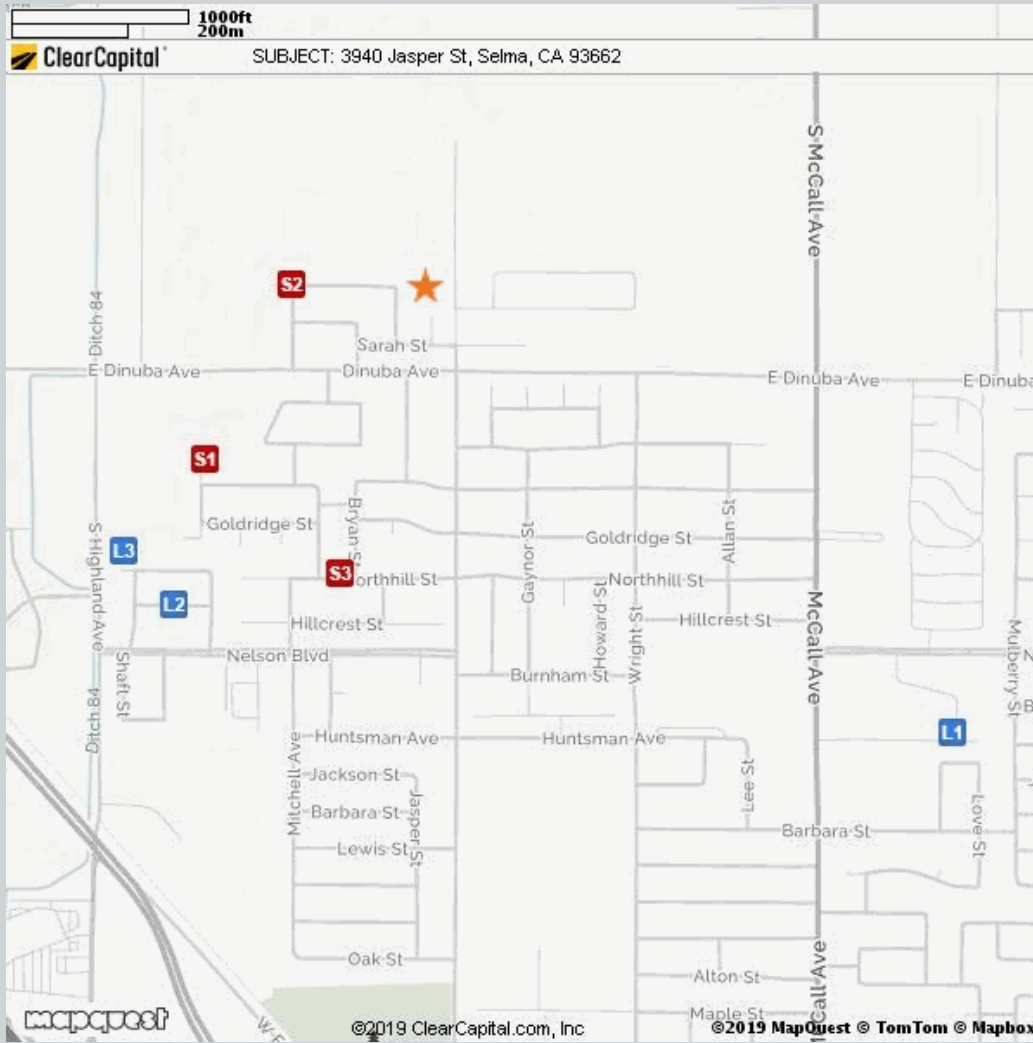 1000ft
200m
ClearCapital
SUBJECT: 3940 Jasper St, Selma, CA 93662
S McCall Ave
S2
E Ditch 84
Sarah St
E Dinuba Ave
Dinuba Ave
E Dinuba Ave
E Dinuba
S1
Bryan St
Goldridge St
Gaynor St
Goldridge St
Allan St
S Highland Ave
L3
S3
orthhill St
Northhill St
L2
Howard St
Wright St
McCall Ave
Hillcrest St
Hillcrest St
Mulberry St
Nelson Blvd
N
Shaft St
Burnham St
Ditch 84
B
L1
Mitchell Ave
Huntsman Ave
Huntsman Ave
Jackson St
Lee St
Barbara St
Jasper St
Love St
Barbara St
Lewis St
Oak St
McCall Ave
Alton St
Maple St
mapquest
©2019 ClearCapital.com, Inc
©2019 MapQuest © TomTom © Mapbox